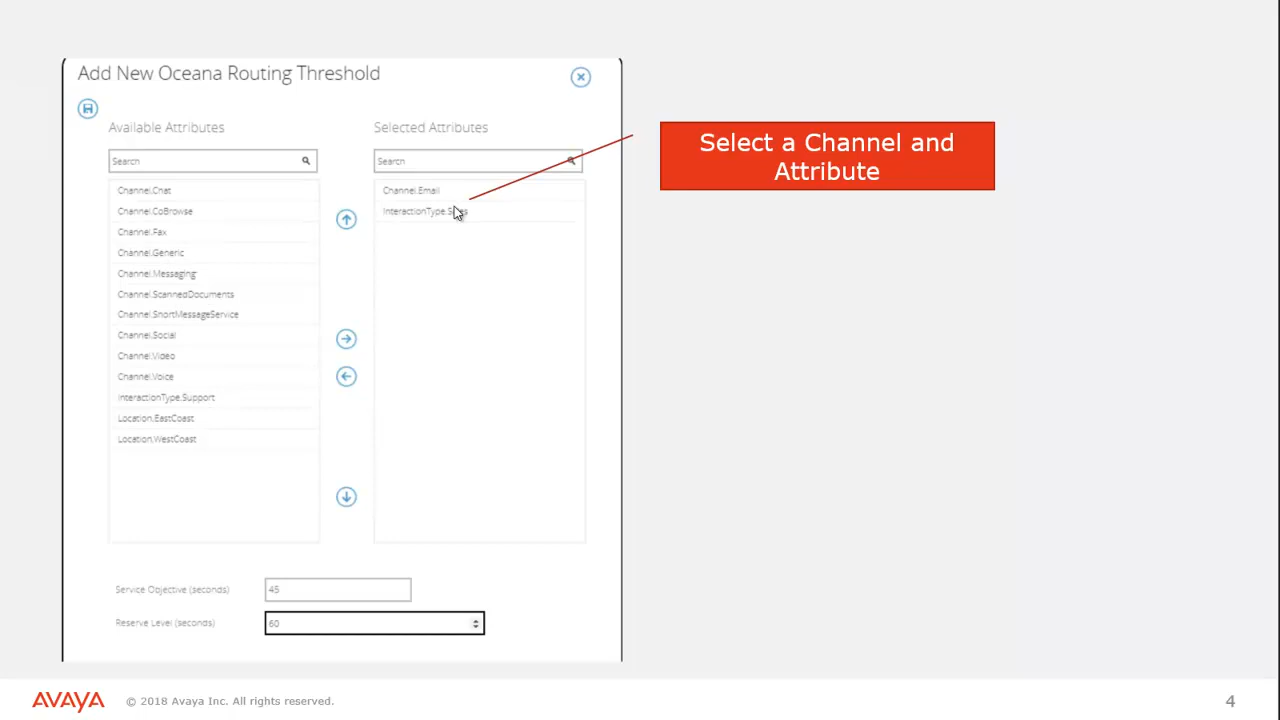 Add New Oceana Routing Threshold
Available Attributes
Selected Attributes
Search
Search
Channel.Chat
Channel.CoBrowse
Channel.Fax
Channel.Generic
Channel.Messaging
Channel.ScannedDocuments
Channel.ShortMessageService
Channel.Social
Channel.Video
Channel.Voice
InteractionType.Support
Location.EastCoast
Location.WestCoast
Channel.Email
InteractionType.Sales
Select a Channel and
Attribute
Service Objective (seconds)
45
Reserve Level (seconds)
60
AVAYA
© 2018 Avaya Inc. All rights reserved.
4